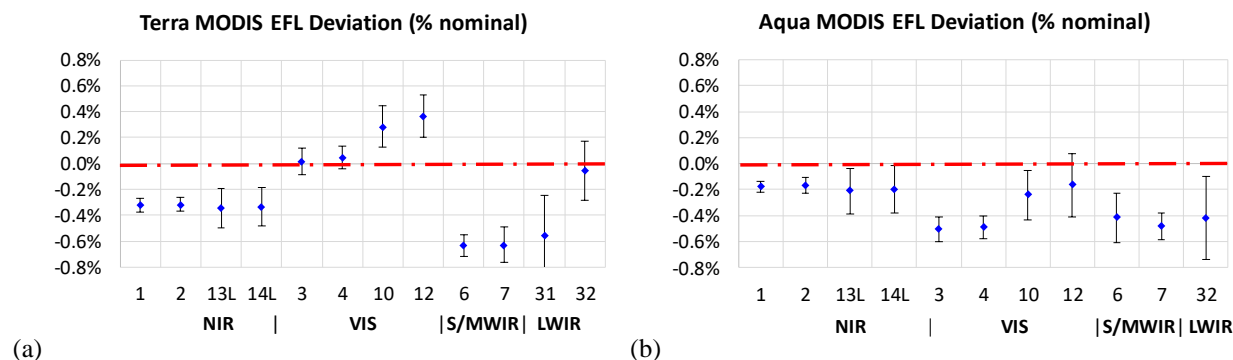 Terra MODIS EFL Deviation (% nominal)
0.8%
0.6%
0.4%
0.2%
0.0%
-0.2%
-0.4%
-0.6%
-0.8%
1 2 13L 14L 3 4 10 12 6 7 31 32
NIR | VIS |S/MWIR| LWIR
(a)
Aqua MODIS EFL Deviation (% nominal)
0.8%
0.6%
0.4%
0.2%
0.0%
-0.2%
-0.4%
-0.6%
-0.8%
1 2 13L 14L 3 4 10 12 6 7 32
NIR | VIS |S/MWIR| LWIR
(b)